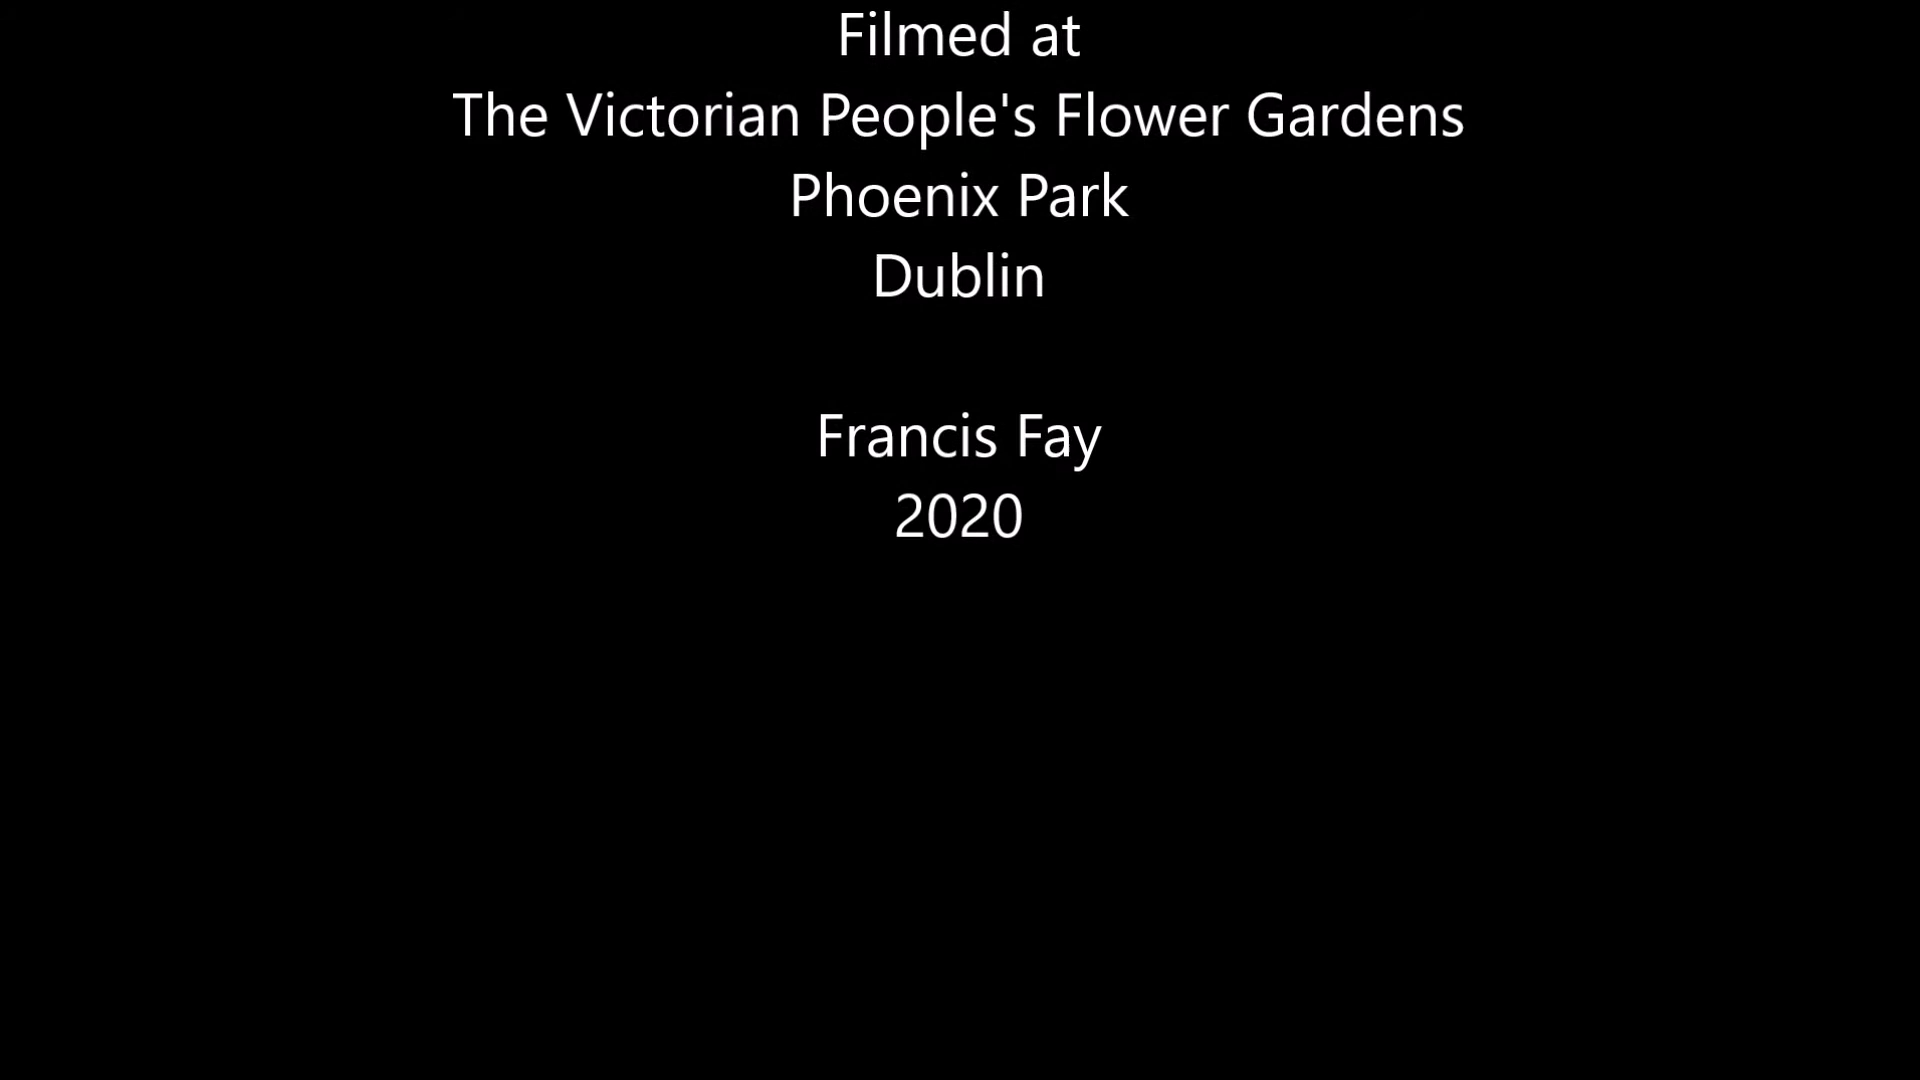 Filmed at
The Victorian People's Flower Gardens
Phoenix Park
Dublin
Francis Fay
2020